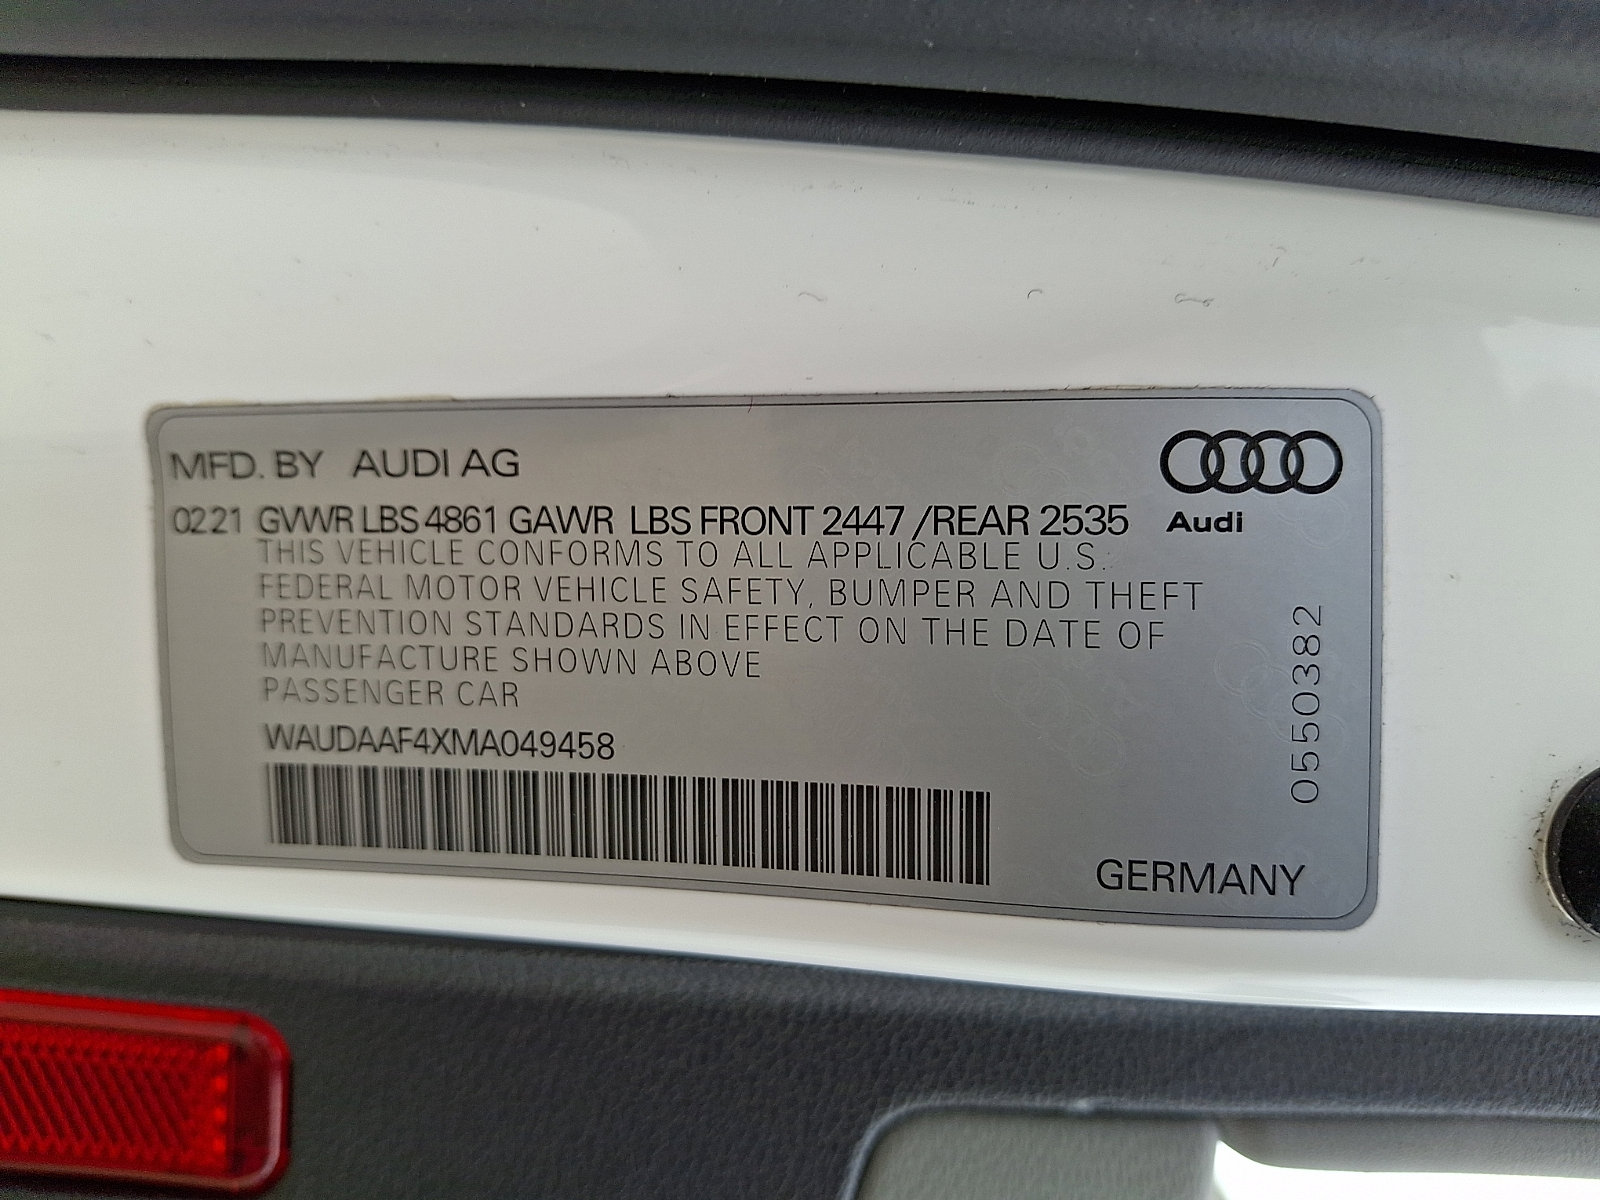 MFD. BY AUDI AG
02.21 GVWR LBS 4861 GAWR LBS FRONT 2447 /REAR 2535
Audi
THIS VEHICLE CONFORMS TO ALL APPLICABLE U.S.
FEDERAL MOTOR VEHICLE SAFETY, BUMPER AND THEFT
PREVENTION STANDARDS IN EFFECT ON THE DATE OF
MANUFACTURE SHOWN ABOVE
PASSENGER CAR
WAUDAAF4XMA049458
0550382
GERMANY